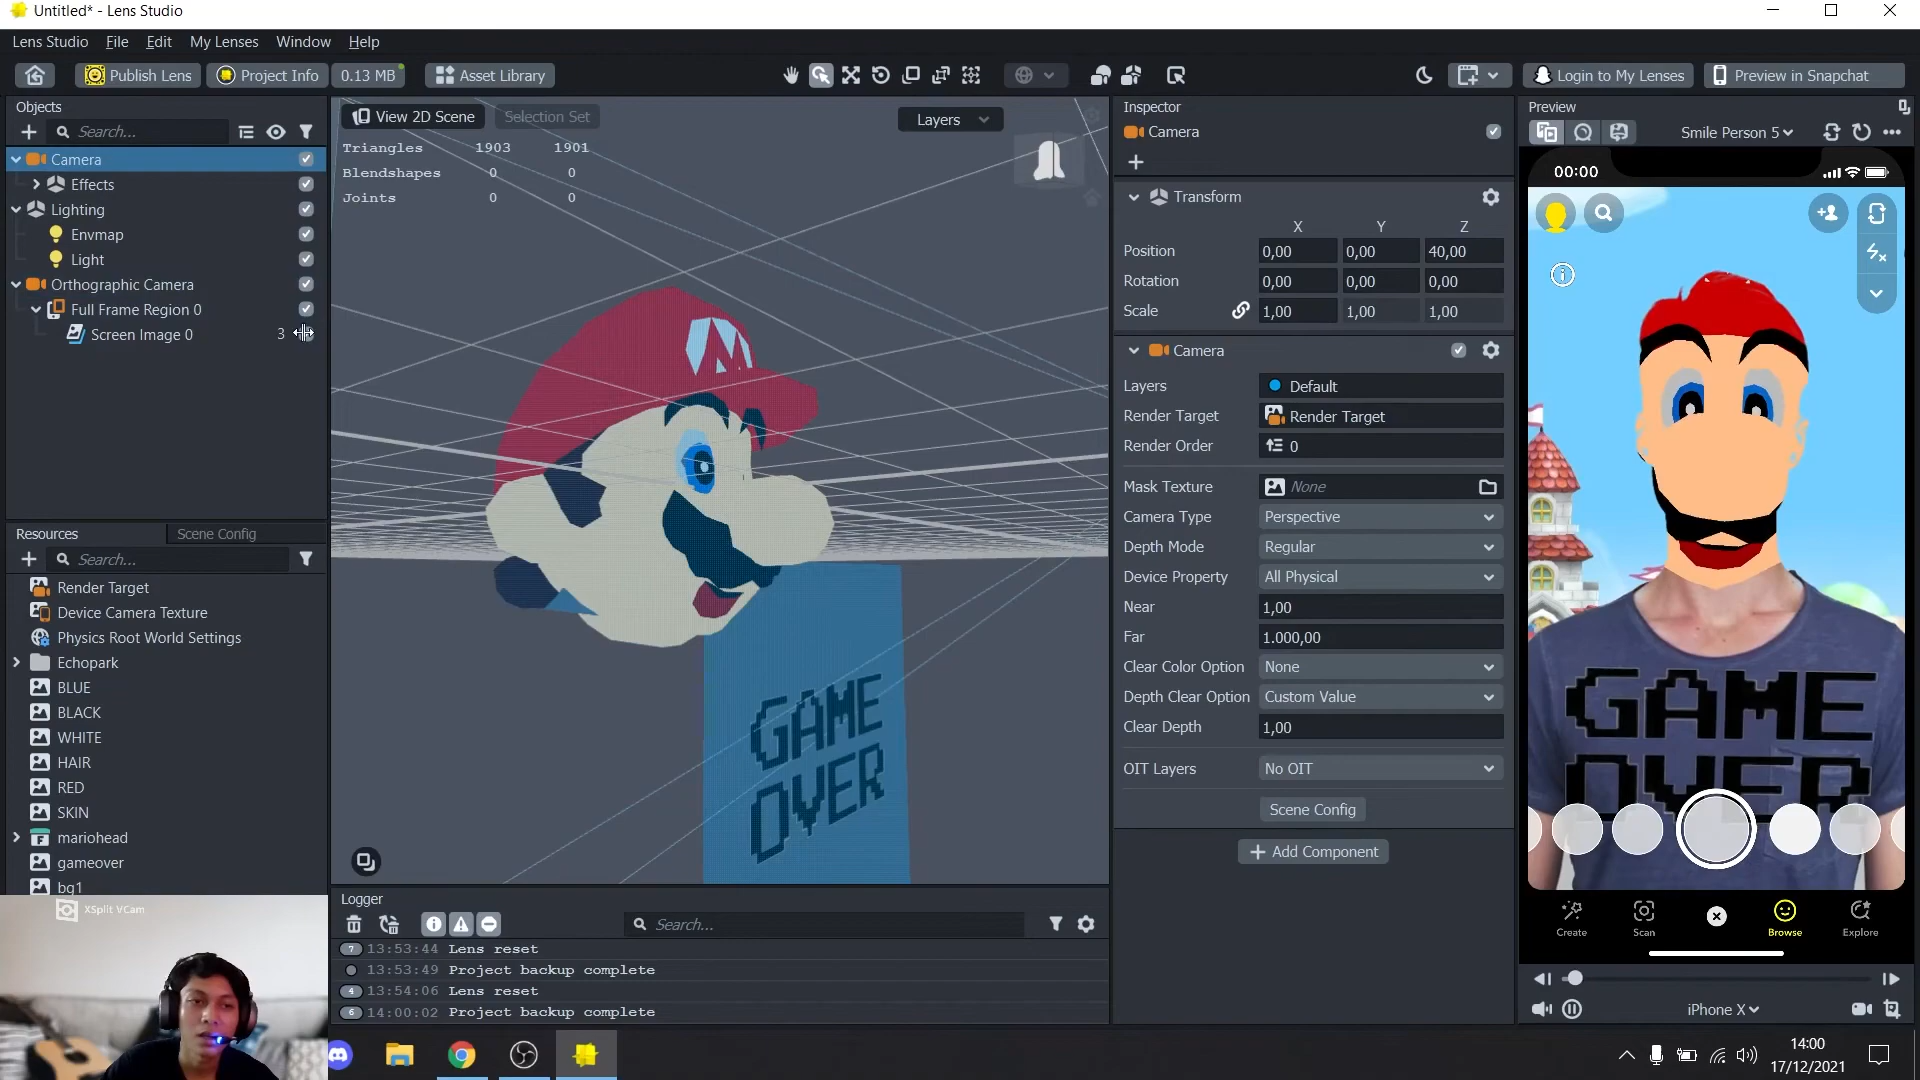 Untitled* - Lens Studio
Lens Studio File Edit My Lenses Window Help
Publish Lens Project Info 0.13 MB Asset Library Login to My Lenses Preview in Snapchat
Objects
Search...
Camera
Effects
Lighting
Envmap
Light
Orthographic Camera
Full Frame Region 0
Screen Image 0 3
Resources Scene Config
Search...
Render Target
Device Camera Texture
Physics Root World Settings
Echopark
BLUE
BLACK
WHITE
HAIR
RED
SKIN
mariohead
gameover
bg1
XSplit VCam
View 2D Scene Selection Set Layers
Triangles 1903 1901
Blendshapes 0 0
Joints 0 0
M
GAME
OVER
Logger
Search...
7 13:53:44 Lens reset
13:53:49 Project backup complete
4 13:54:06 Lens reset
6 14:00:02 Project backup complete
Inspector
Camera
Transform
X Y Z
Position 0,00 0,00 40,00
Rotation 0,00 0,00 0,00
Scale 1,00 1,00 1,00
Camera
Layers Default
Render Target Render Target
Render Order 0
Mask Texture None
Camera Type Perspective
Depth Mode Regular
Device Property All Physical
Near 1,00
Far 1.000,00
Clear Color Option None
Depth Clear Option Custom Value
Clear Depth 1,00
OIT Layers No OIT
Scene Config
Add Component
Preview
Smile Person 5
00:00
GAME
OVER
Create Scan Browse Explore
iPhone X
14:00
17/12/2021